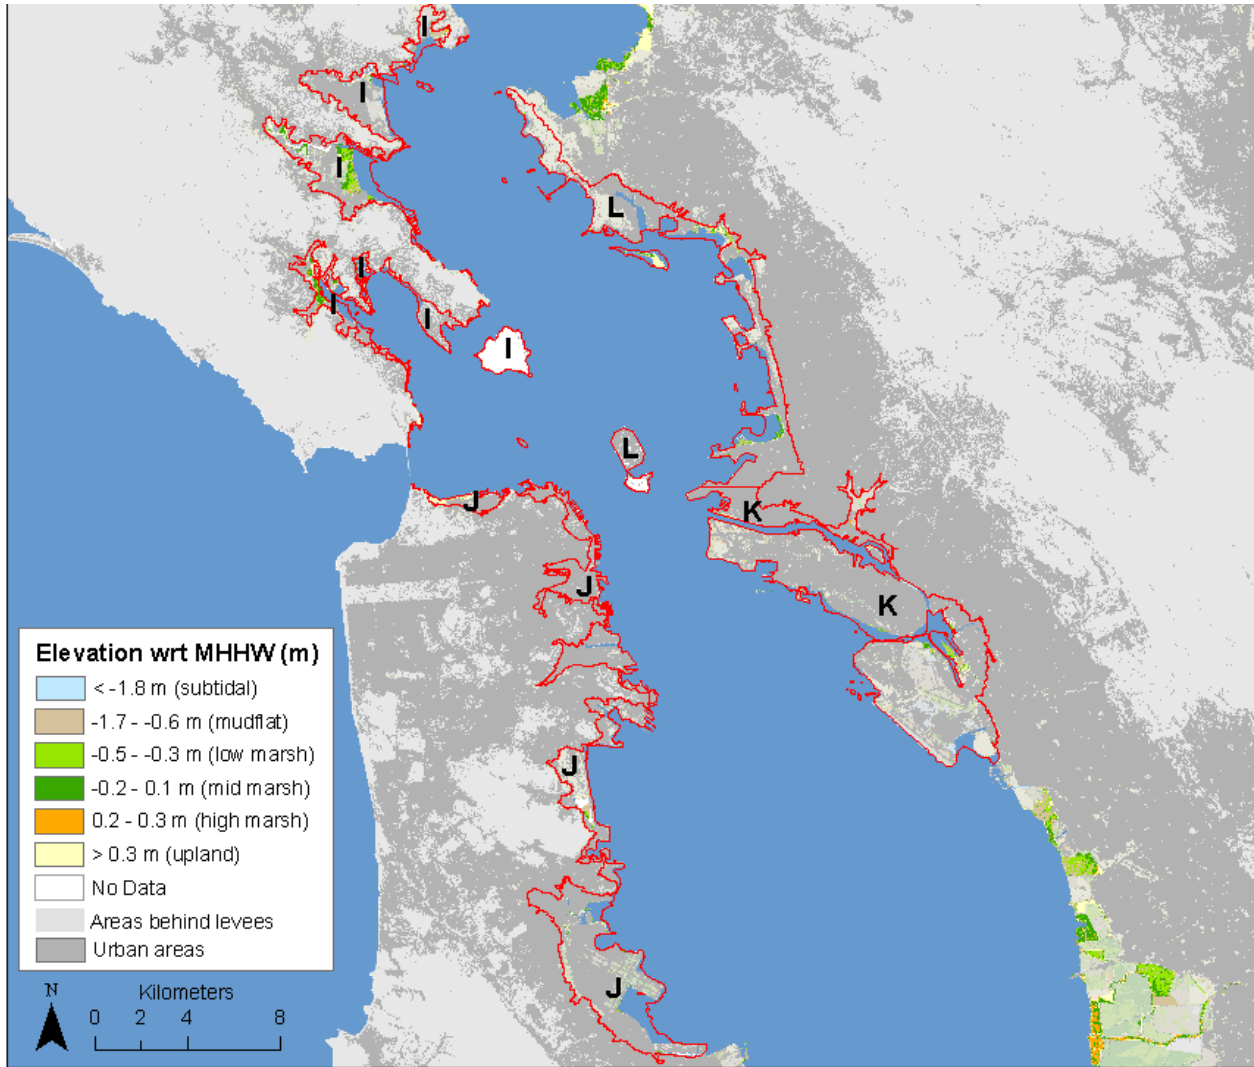 I
I
I
L
I
I
I
I
L
J
K
J
K
J
J
Elevation wrt MHHW (m)
< -1.8 m (subtidal)
-1.7 - -0.6 m (mudflat)
-0.5 - -0.3 m (low marsh)
-0.2 - 0.1 m (mid marsh)
0.2 - 0.3 m (high marsh)
> 0.3 m (upland)
No Data
Areas behind levees
Urban areas
N
Kilometers
0 2 4 8